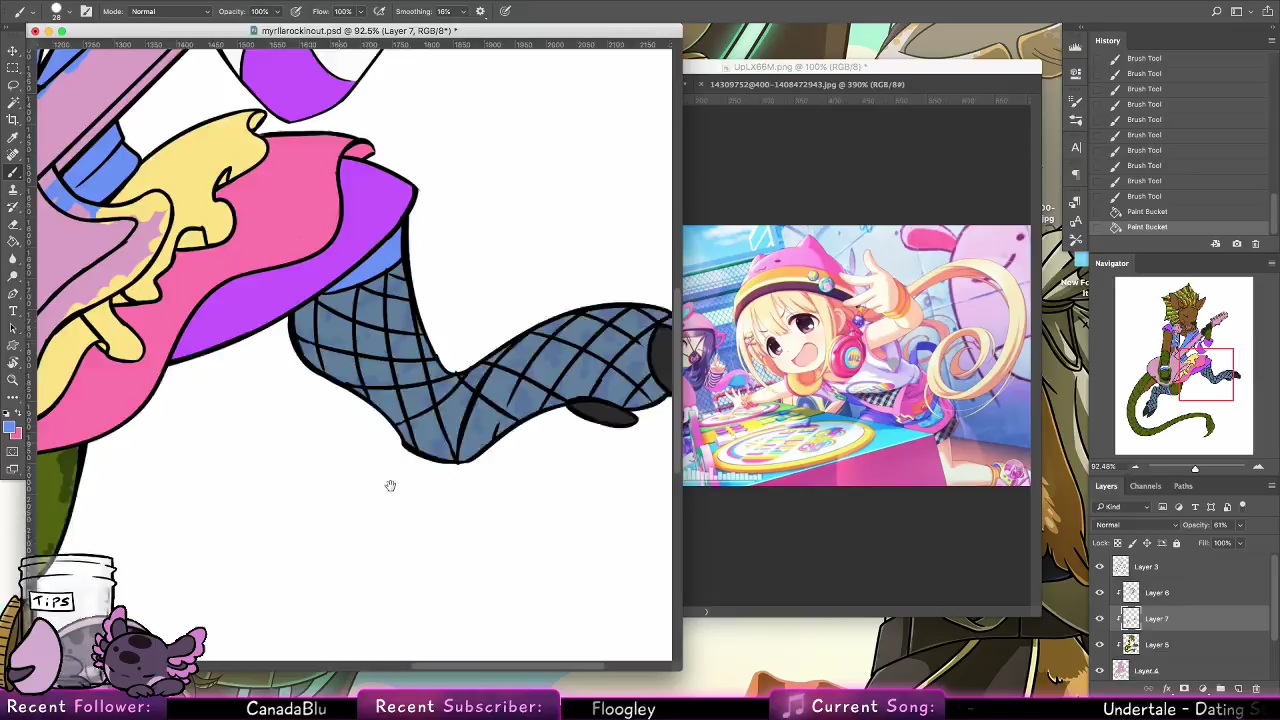 28 Mode: Normal Opacity: 100% Flow: 100% Smoothing: 16%
myrllarockinout.psd @ 92.5% (Layer 7, RGB/8) *
UpLX66M.png @ 100% (RGB/8) *
14309752@400-1408472943.jpg @ 390% (RGB/8#)
History
Brush Tool
Brush Tool
Brush Tool
Brush Tool
Brush Tool
Brush Tool
Brush Tool
Brush Tool
Brush Tool
Brush Tool
Paint Bucket
Paint Bucket
Navigator
92.48%
Layers Channels Paths
Kind
Normal Opacity: 61%
Lock: Fill: 100%
Layer 3
Layer 6
Layer 7
Layer 5
Layer 4
TiPS
Recent Follower: CanadaBlu Recent Subscriber: Floogley Current Song: - Undertale - Dating S